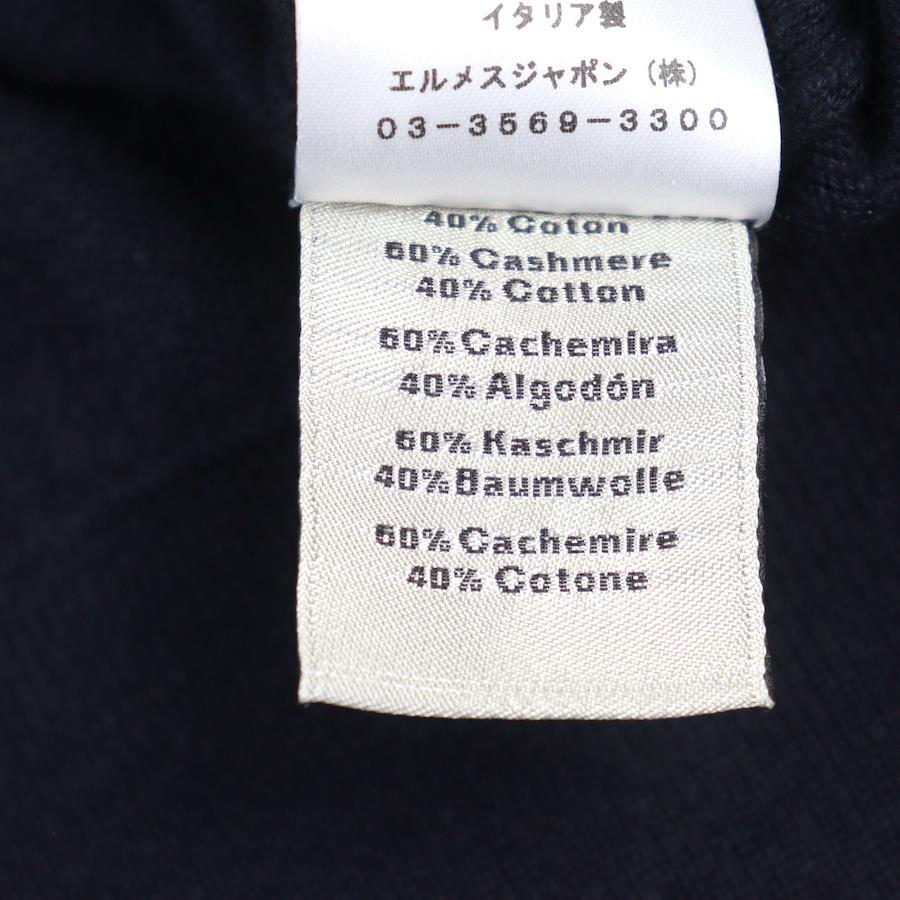 イタリア製
エルメスジャポン（株）
03-3569-3300
40% Coton
60% Cashmere
40% Cotton
60% Cachemira
40% Algodón
60% Kaschmir
40% Baumwolle
60% Cachemire
40% Cotone